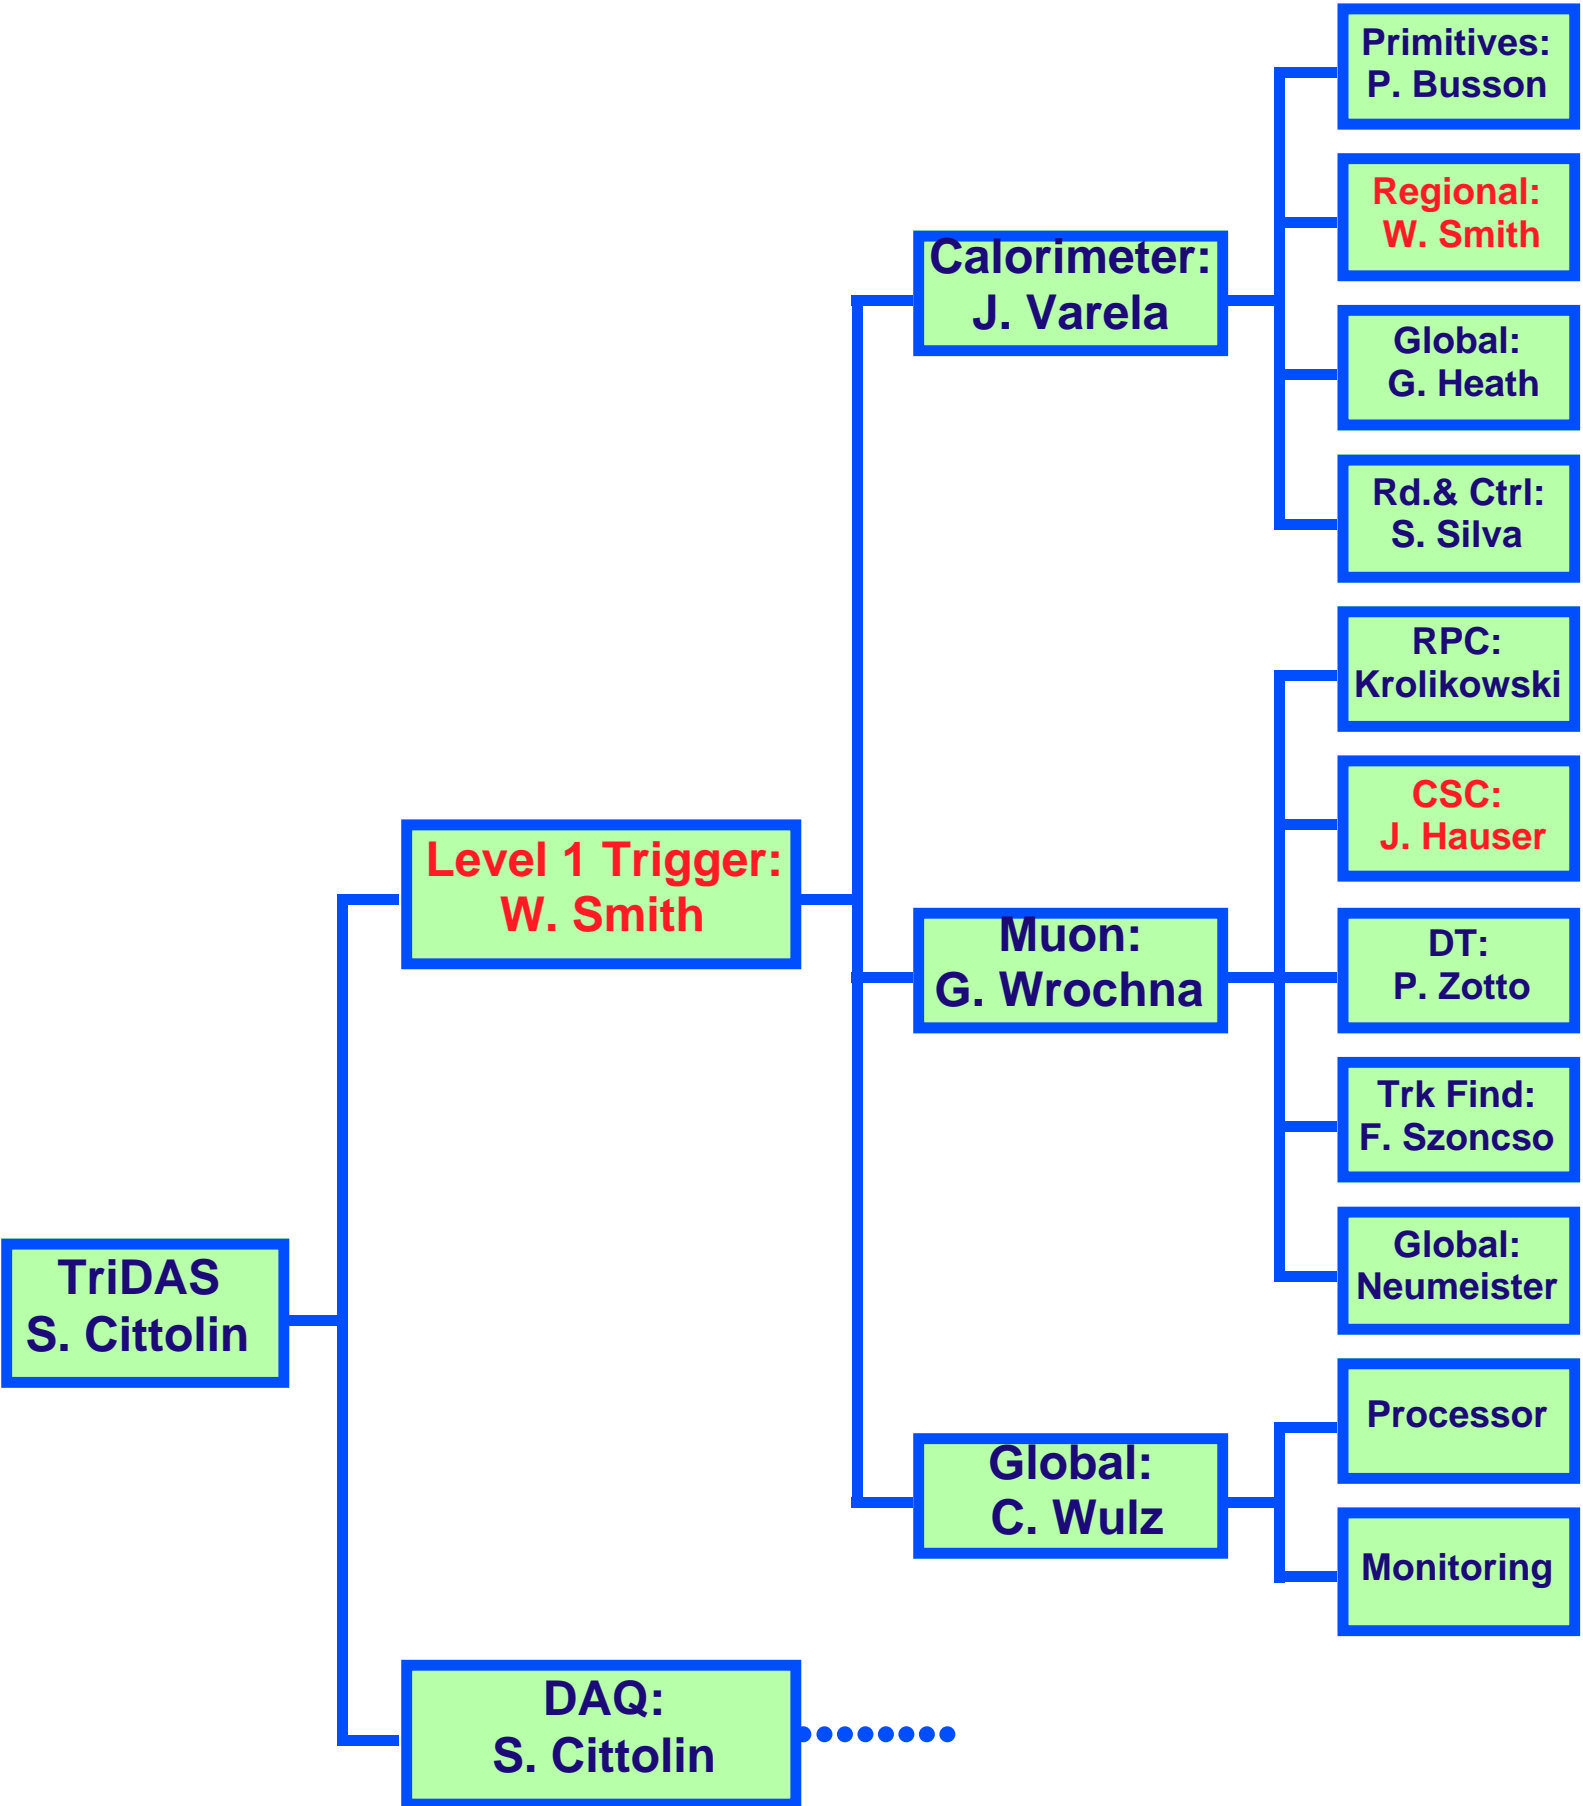 Primitives:
P. Busson
Regional:
W. Smith
Calorimeter:
J. Varela
Global:
G. Heath
Rd.& Ctrl:
S. Silva
RPC:
Krolikowski
CSC:
J. Hauser
Level 1 Trigger:
W. Smith
Muon:
G. Wrochna
DT:
P. Zotto
Trk Find:
F. Szoncso
Global:
Neumeister
TriDAS
S. Cittolin
Processor
Global:
C. Wulz
Monitoring
DAQ:
S. Cittolin